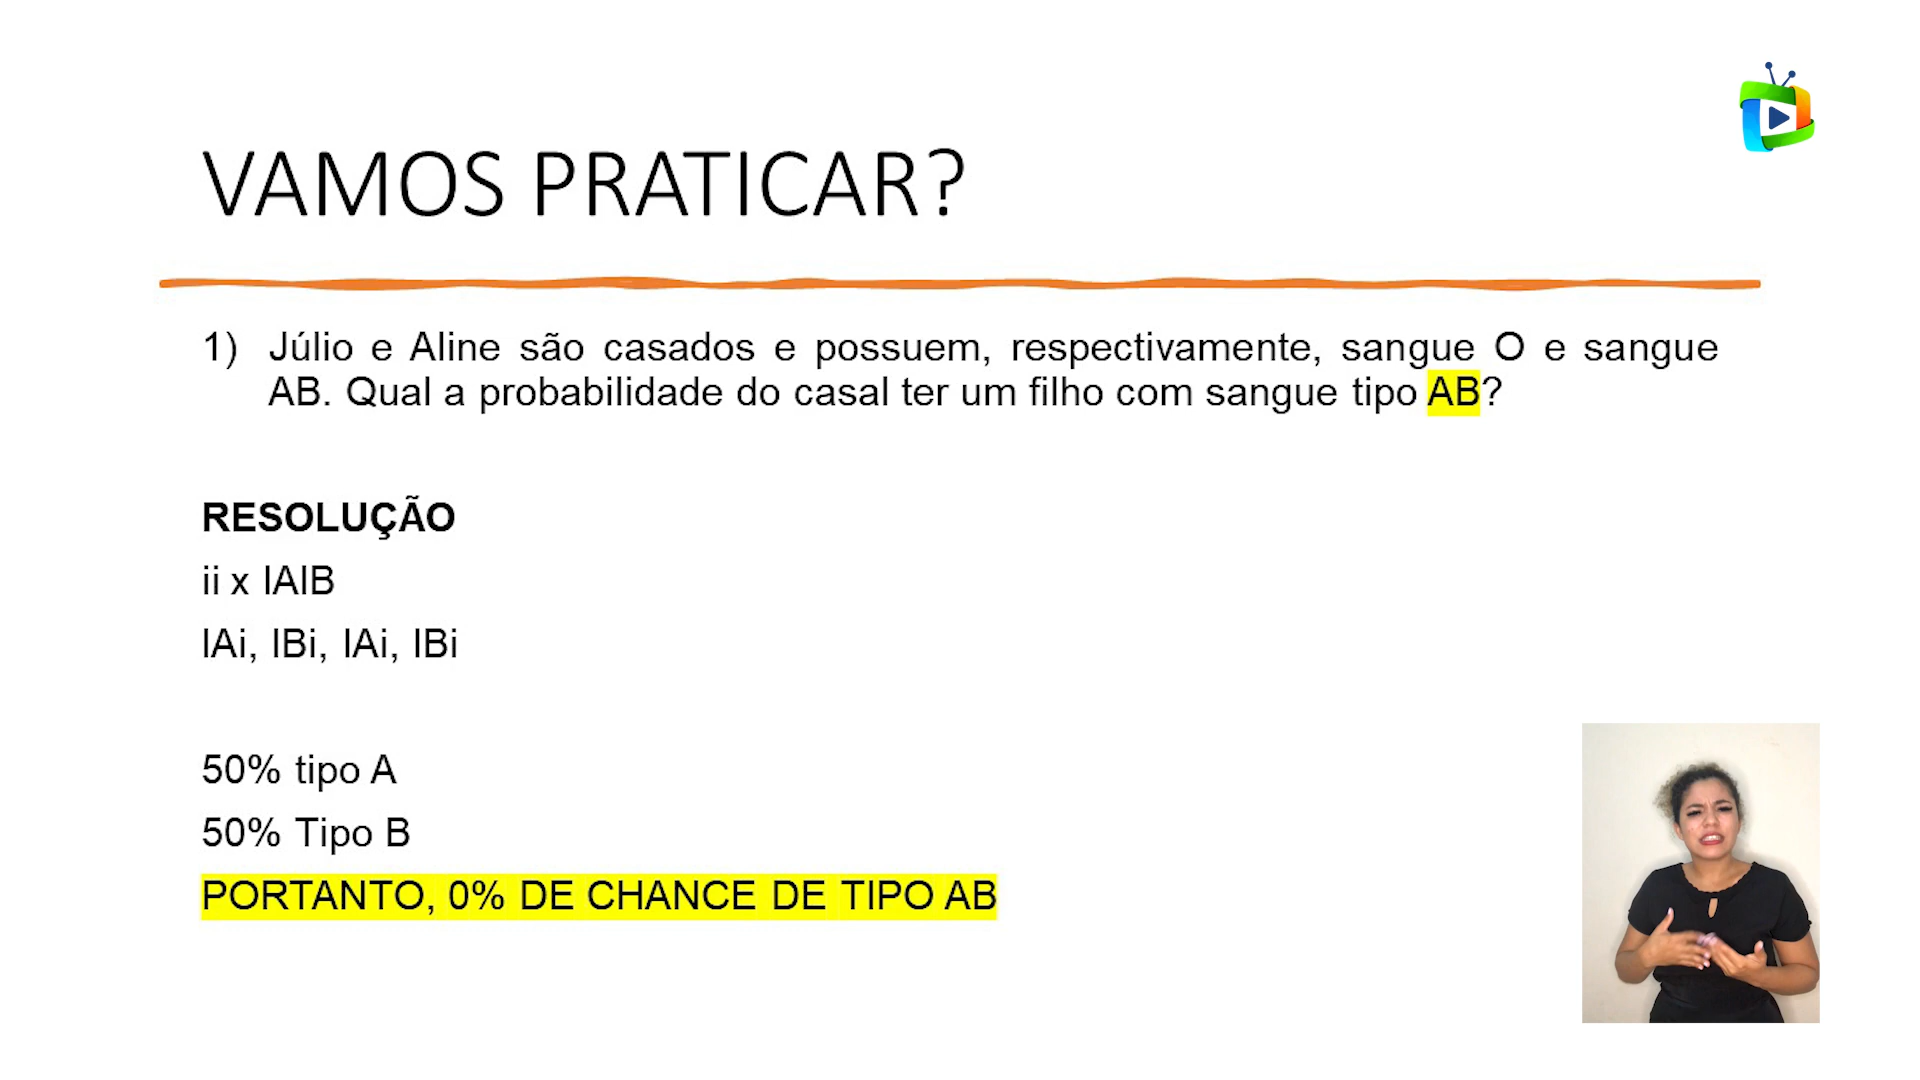 VAMOS PRATICAR?
1) Júlio e Aline são casados e possuem, respectivamente, sangue O e sangue
AB. Qual a probabilidade do casal ter um filho com sangue tipo AB?
RESOLUÇÃO
ii x IAIB
IAi, IBi, IAi, IBi
50% tipo A
50% Tipo B
PORTANTO, 0% DE CHANCE DE TIPO AB